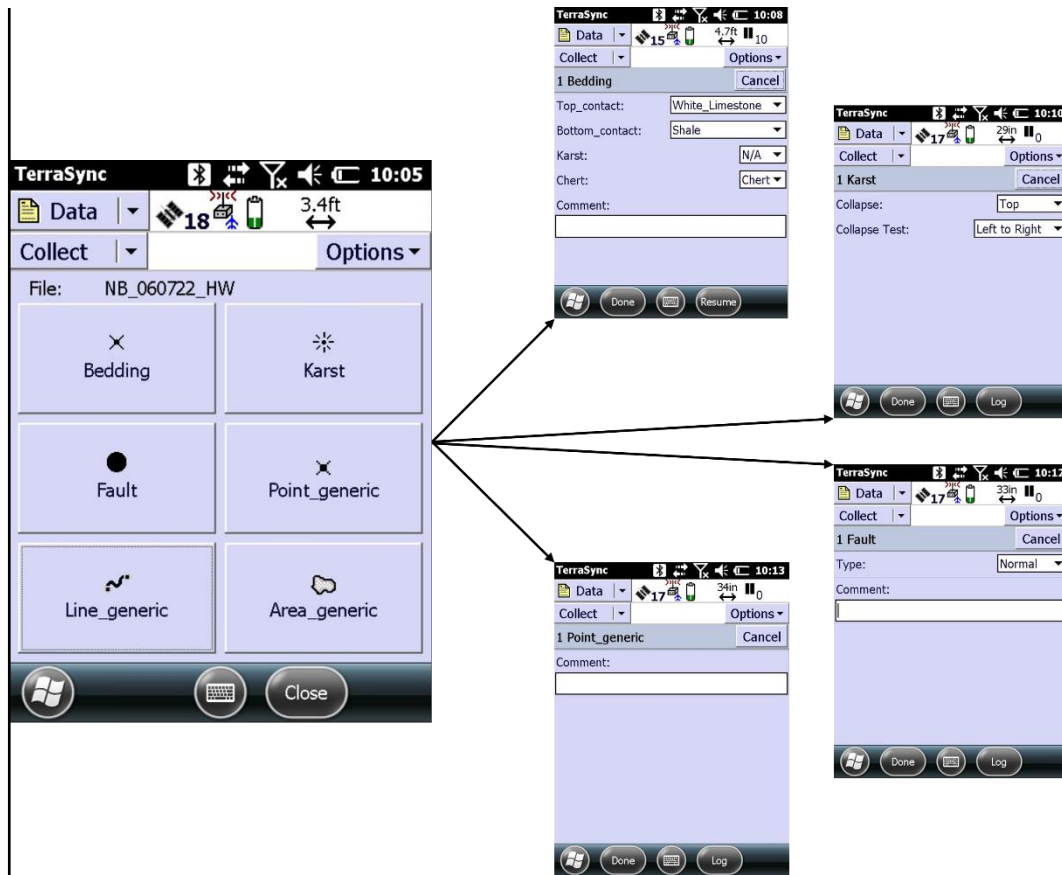 TerraSync 10:05
Data 18 3.4ft
Collect Options
File: NB_060722_HW
Bedding Karst
Fault Point_generic
Line_generic Area_generic
Close
TerraSync 10:08
Data 15 4.7ft 10
Collect Options
1 Bedding Cancel
Top_contact: White_Limestone
Bottom_contact: Shale
Karst: N/A
Chert: Chert
Comment:
Done Resume
TerraSync 10:10
Data 17 29in 0
Collect Options
1 Karst Cancel
Collapse: Top
Collapse Test: Left to Right
Done Log
TerraSync 10:12
Data 17 33in 0
Collect Options
1 Fault Cancel
Type: Normal
Comment:
Done Log
TerraSync 10:13
Data 17 34in 0
Collect Options
1 Point_generic Cancel
Comment:
Done Log